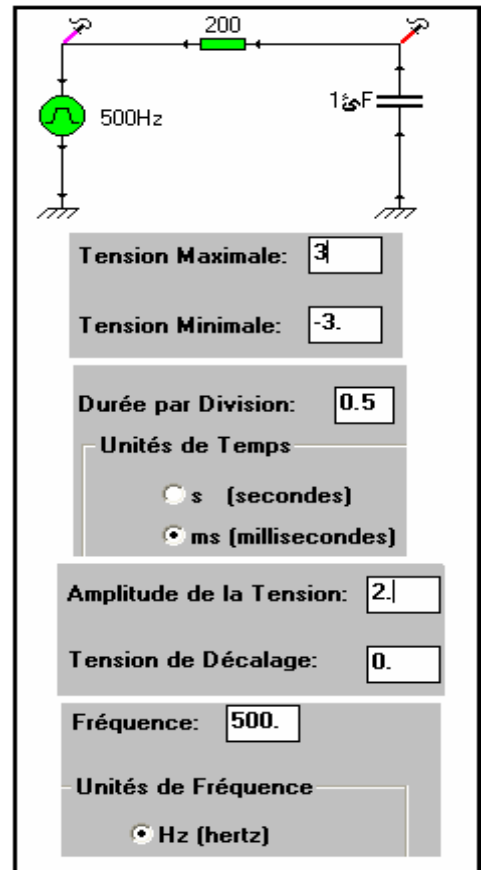 200
500Hz
Tension Maximale: 3
Tension Minimale: -3.
Durée par Division: 0.5
Unités de Temps
s (secondes)
ms (millisecondes)
Amplitude de la Tension: 2.
Tension de Décalage: 0.
Fréquence: 500.
Unités de Fréquence
Hz (hertz)